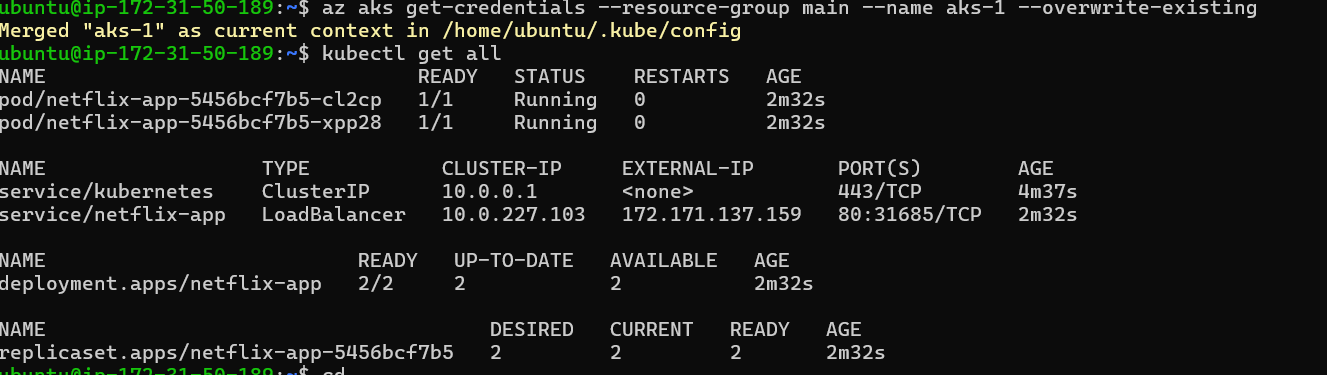 ubuntu@ip-172-31-50-189:~$ az aks get-credentials --resource-group main --name aks-1 --overwrite-existing
Merged "aks-1" as current context in /home/ubuntu/.kube/config
ubuntu@ip-172-31-50-189:~$ kubectl get all
NAME READY STATUS RESTARTS AGE
pod/netflix-app-5456bcf7b5-cl2cp 1/1 Running 0 2m32s
pod/netflix-app-5456bcf7b5-xpp28 1/1 Running 0 2m32s
NAME TYPE CLUSTER-IP EXTERNAL-IP PORT(S) AGE
service/kubernetes ClusterIP 10.0.0.1 <none> 443/TCP 4m37s
service/netflix-app LoadBalancer 10.0.227.103 172.171.137.159 80:31685/TCP 2m32s
NAME READY UP-TO-DATE AVAILABLE AGE
deployment.apps/netflix-app 2/2 2 2 2m32s
NAME DESIRED CURRENT READY AGE
replicaset.apps/netflix-app-5456bcf7b5 2 2 2 2m32s
ubuntu@ip-172-31-50-189:~$ cd